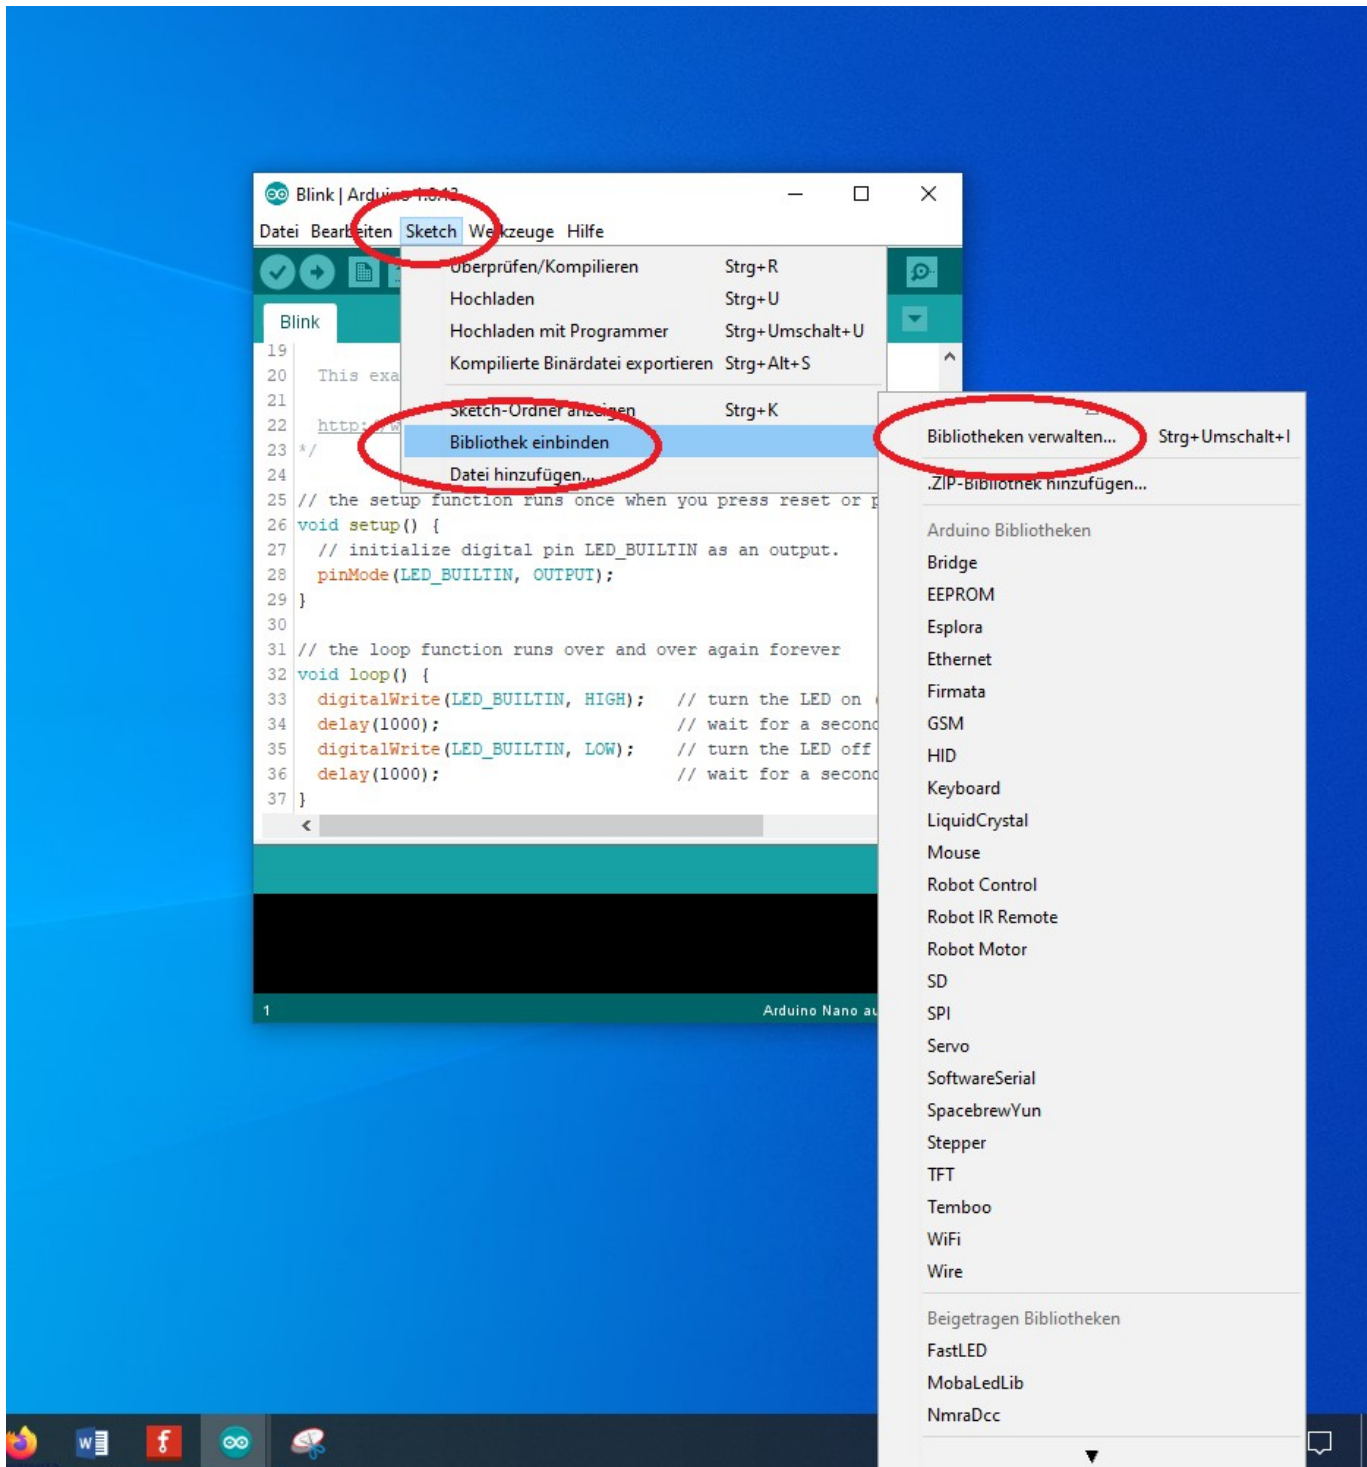 Blink | Arduino 1.8.13
Datei Bearbeiten Sketch Werkzeuge Hilfe
Überprüfen/Kompilieren Strg+R
Hochladen Strg+U
Hochladen mit Programmer Strg+Umschalt+U
Kompilierte Binärdatei exportieren Strg+Alt+S
Sketch-Ordner anzeigen Strg+K
Bibliothek einbinden
Datei hinzufügen...
Blink
19
20 This exa
21
22 http://w
23 */
24
25 // the setup function runs once when you press reset or p
26 void setup() {
27 // initialize digital pin LED_BUILTIN as an output.
28 pinMode(LED_BUILTIN, OUTPUT);
29 }
30
31 // the loop function runs over and over again forever
32 void loop() {
33 digitalWrite(LED_BUILTIN, HIGH); // turn the LED on (
34 delay(1000); // wait for a second
35 digitalWrite(LED_BUILTIN, LOW); // turn the LED off
36 delay(1000); // wait for a second
37 }
1 Arduino Nano au
Bibliotheken verwalten... Strg+Umschalt+I
.ZIP-Bibliothek hinzufügen...
Arduino Bibliotheken
Bridge
EEPROM
Esplora
Ethernet
Firmata
GSM
HID
Keyboard
LiquidCrystal
Mouse
Robot Control
Robot IR Remote
Robot Motor
SD
SPI
Servo
SoftwareSerial
SpacebrewYun
Stepper
TFT
Temboo
WiFi
Wire
Beigetragen Bibliotheken
FastLED
MobaLedLib
NmraDcc